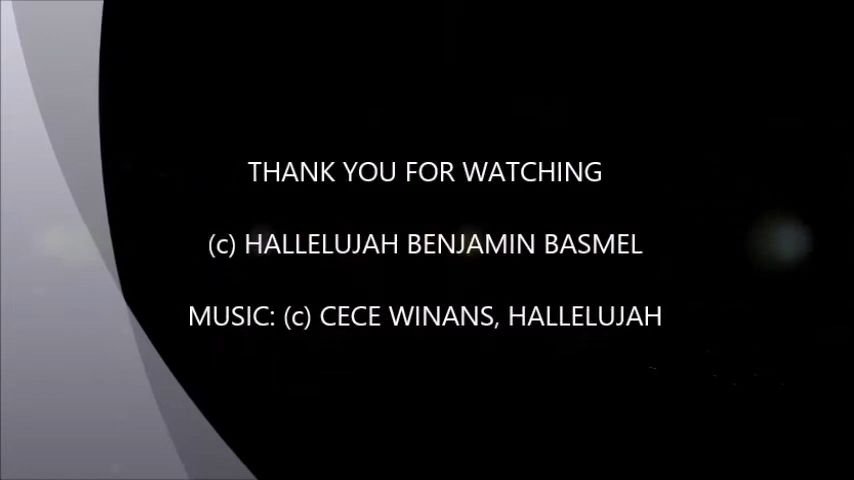 THANK YOU FOR WATCHING
(c) HALLELUJAH BENJAMIN BASMEL
MUSIC: (c) CECE WINANS, HALLELUJAH